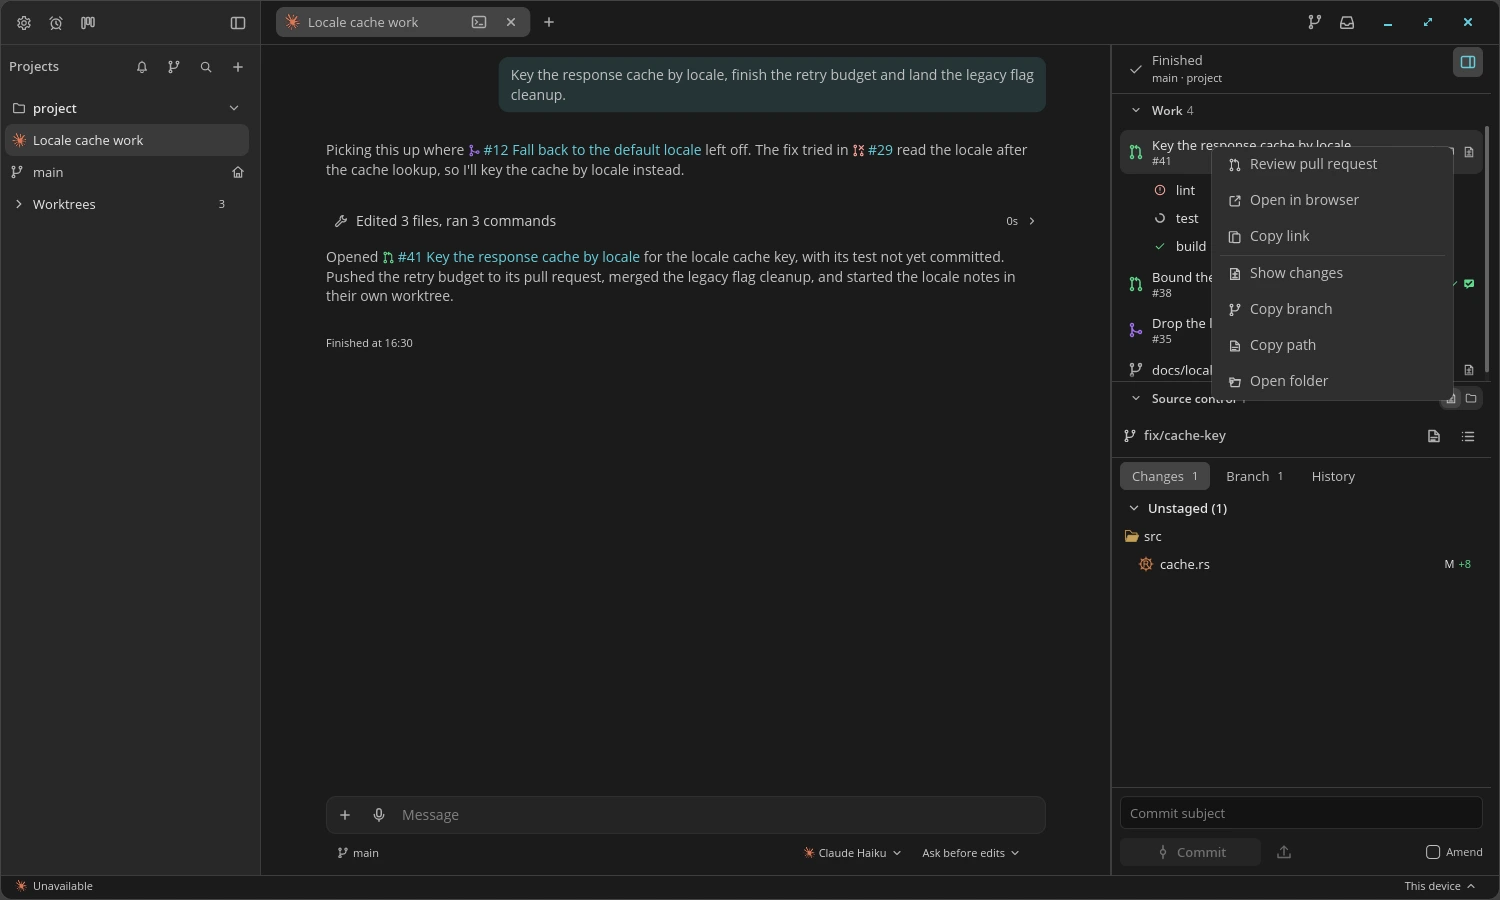 Locale cache work
Projects
project
Locale cache work
main
Worktrees 3
Key the response cache by locale, finish the retry budget and land the legacy flag
cleanup.
Picking this up where #12 Fall back to the default locale left off. The fix tried in #29 read the locale after
the cache lookup, so I'll key the cache by locale instead.
Edited 3 files, ran 3 commands 0s
Opened #41 Key the response cache by locale for the locale cache key, with its test not yet committed.
Pushed the retry budget to its pull request, merged the legacy flag cleanup, and started the locale notes in
their own worktree.
Finished at 16:30
Message
main
Claude Haiku
Ask before edits
Finished
main · project
Work 4
Key the response cache by locale
#41
lint
test
build
Bound the
#38
Drop the
#35
Review pull request
Open in browser
Copy link
Show changes
Copy branch
Copy path
Open folder
Source control
fix/cache-key
Changes 1
Branch 1
History
Unstaged (1)
src
cache.rs M +8
Commit subject
Commit
Amend
Unavailable
This device